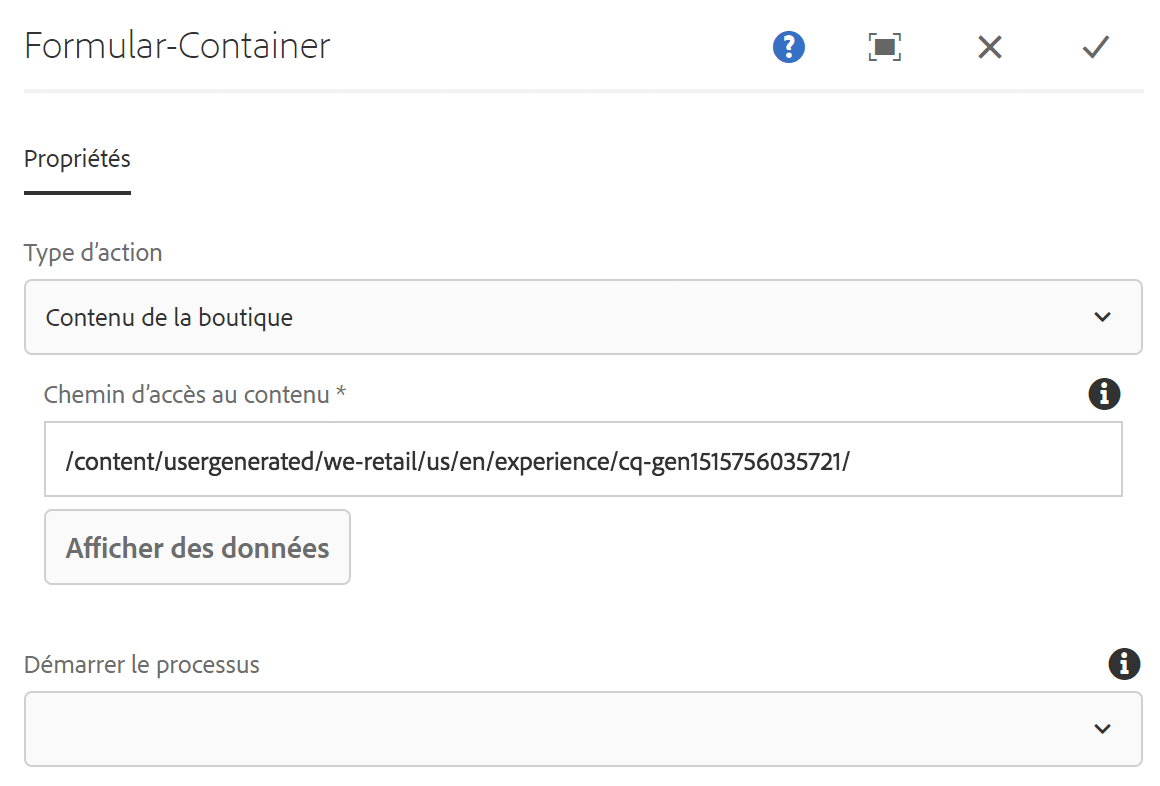 Formular-Container
Propriétés
Type d’action
Contenu de la boutique
Chemin d’accès au contenu *
/content/usergenerated/we-retail/us/en/experience/cq-gen1515756035721/
Afficher des données
Démarrer le processus